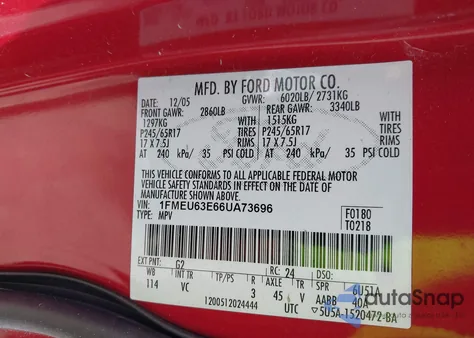 MFD. BY FORD MOTOR CO.
DATE: 12/05 GVWR: 6020LB/ 2731KG
FRONT GAWR: 2860LB REAR GAWR: 3340LB
1297KG WITH 1515KG WITH
P245/65R17 TIRES P245/65R17 TIRES
17 X 7.5J RIMS 17 X 7.5J RIMS
AT 240 kPa/ 35 PSI COLD AT 240 kPa/ 35 PSI COLD
THIS VEHICLE CONFORMS TO ALL APPLICABLE FEDERAL MOTOR
VEHICLE SAFETY STANDARDS IN EFFECT ON THE DATE OF
MANUFACTURE SHOWN ABOVE.
VIN: 1FMEU63E66UA73696
TYPE: MPV
F0180
T0218
EXT PNT: G2 RC: 24 DSO:
WB INT TR TP/PS R AXLE TR SPR 6U51A
114 VC 3 45 V AABB 40A
1200512024444 UTC 5U5A-1520472-BA
autoSnap